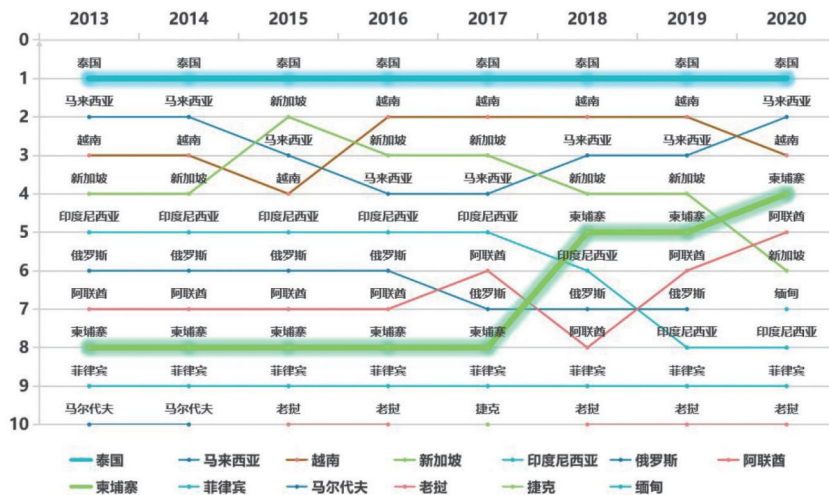 2013 2014 2015 2016 2017 2018 2019 2020
0
泰国 泰国 泰国 泰国 泰国 泰国 泰国 泰国
1
马来西亚 马来西亚 新加坡 越南 越南 越南 越南 马来西亚
2
越南 越南 马来西亚 新加坡 新加坡 马来西亚 马来西亚 越南
3
新加坡 新加坡 越南 马来西亚 马来西亚 新加坡 新加坡 柬埔寨
4
印度尼西亚 印度尼西亚 印度尼西亚 印度尼西亚 印度尼西亚 柬埔寨 柬埔寨 阿联酋
5
俄罗斯 俄罗斯 俄罗斯 俄罗斯 阿联酋 印度尼西亚 阿联酋 新加坡
6
阿联酋 阿联酋 阿联酋 阿联酋 俄罗斯 俄罗斯 俄罗斯 缅甸
7
柬埔寨 柬埔寨 柬埔寨 柬埔寨 柬埔寨 阿联酋 印度尼西亚 印度尼西亚
8
菲律宾 菲律宾 菲律宾 菲律宾 菲律宾 菲律宾 菲律宾 菲律宾
9
马尔代夫 马尔代夫 老挝 老挝 捷克 老挝 老挝 老挝
10
泰国 马来西亚 越南 新加坡 印度尼西亚 俄罗斯 阿联酋
柬埔寨 菲律宾 马尔代夫 老挝 捷克 缅甸